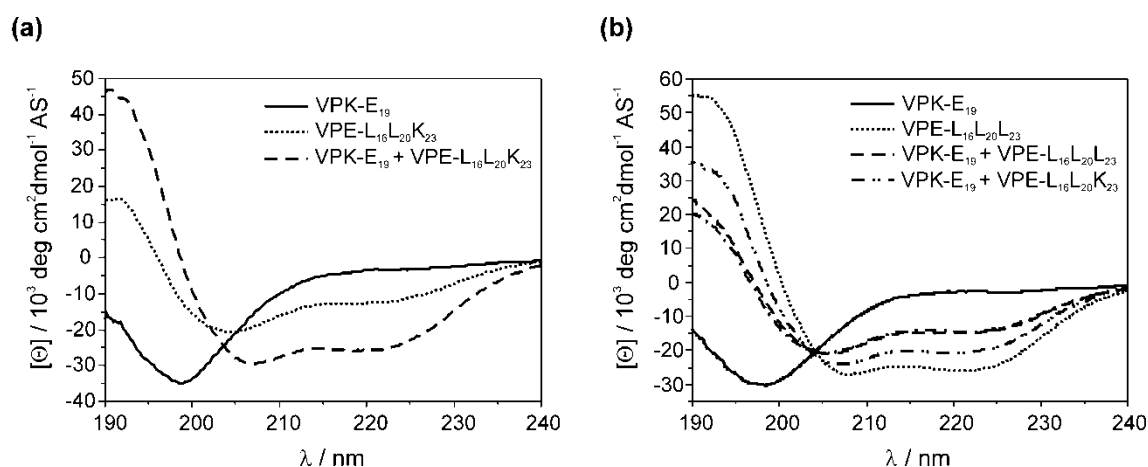 (a)
[Θ] / 10³ deg cm²dmol⁻¹ AS⁻¹
50
40
30
20
10
0
-10
-20
-30
-40
VPK-E₁₉
VPE-L₁₆L₂₀K₂₃
VPK-E₁₉ + VPE-L₁₆L₂₀K₂₃
190 200 210 220 230 240
λ / nm
(b)
[Θ] / 10³ deg cm²dmol⁻¹ AS⁻¹
60
50
40
30
20
10
0
-10
-20
-30
VPK-E₁₉
VPE-L₁₆L₂₀L₂₃
VPK-E₁₉ + VPE-L₁₆L₂₀L₂₃
VPK-E₁₉ + VPE-L₁₆L₂₀K₂₃
190 200 210 220 230 240
λ / nm